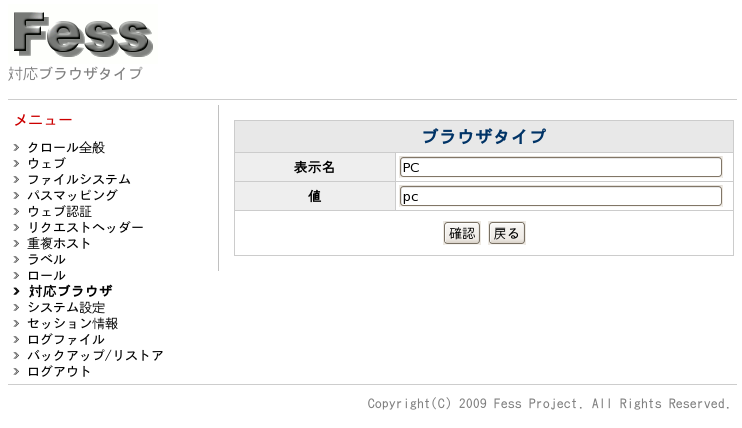 Fess
対応ブラウザタイプ
メニュー
クロール全般
ウェブ
ファイルシステム
パスマッピング
ウェブ認証
リクエストヘッダー
重複ホスト
ラベル
ロール
対応ブラウザ
システム設定
セッション情報
ログファイル
バックアップ/リストア
ログアウト
ブラウザタイプ
表示名 PC
値 pc
確認 戻る
Copyright(C) 2009 Fess Project. All Rights Reserved.